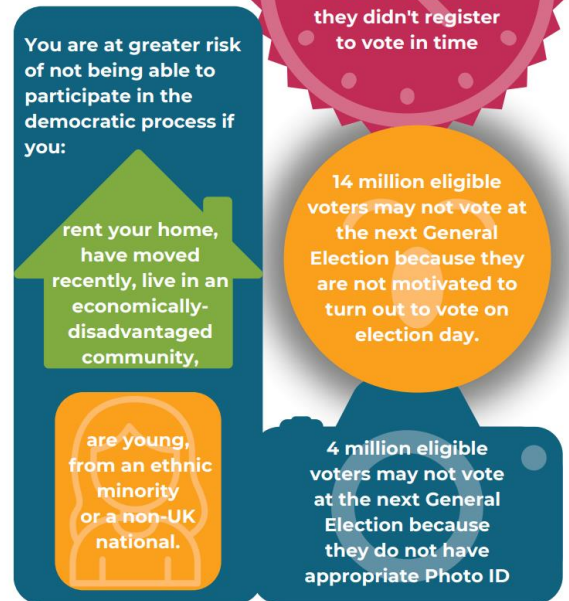 You are at greater risk
of not being able to
participate in the
democratic process if
you:
rent your home,
have moved
recently, live in an
economically-
disadvantaged
community,
are young,
from an ethnic
minority
or a non-UK
national.
they didn't register
to vote in time
14 million eligible
voters may not vote at
the next General
Election because they
are not motivated to
turn out to vote on
election day.
4 million eligible
voters may not vote
at the next General
Election because
they do not have
appropriate Photo ID